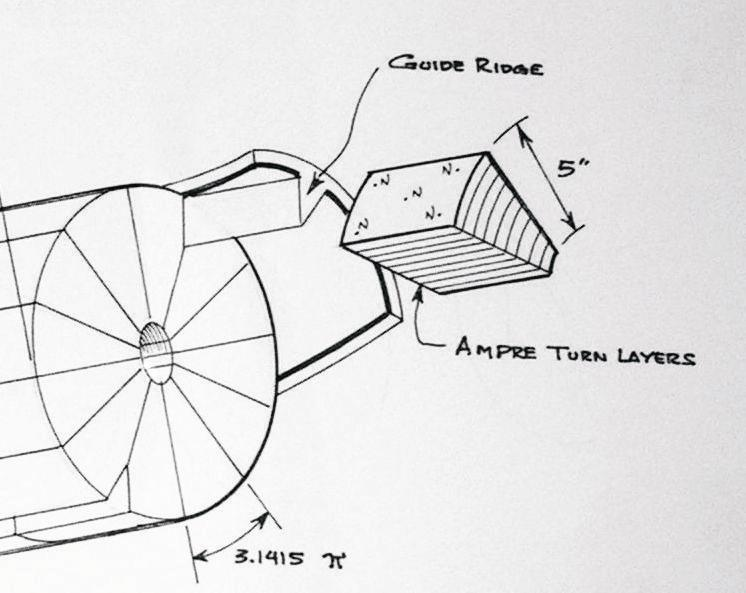 GUIDE RIDGE
5"
AMPRE TURN LAYERS
3.1415 π